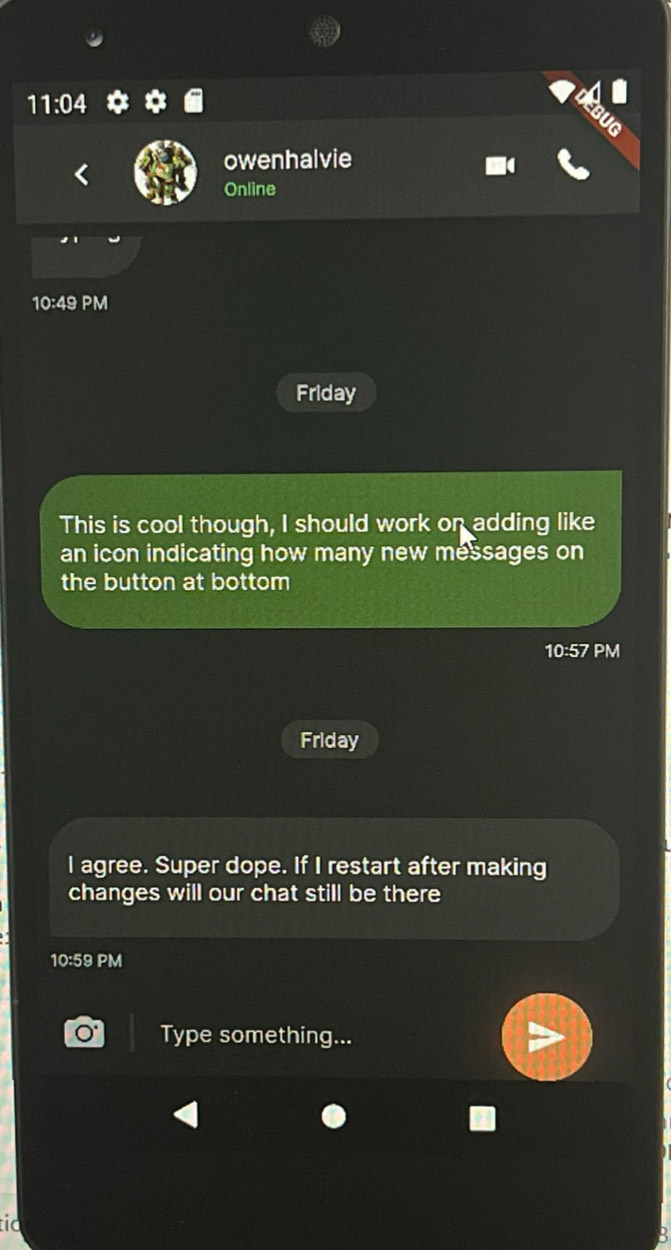 11:04
DEBUG
owenhalvie
Online
10:49 PM
Friday
This is cool though, I should work on adding like
an icon indicating how many new messages on
the button at bottom
10:57 PM
Friday
I agree. Super dope. If I restart after making
changes will our chat still be there
10:59 PM
Type something...